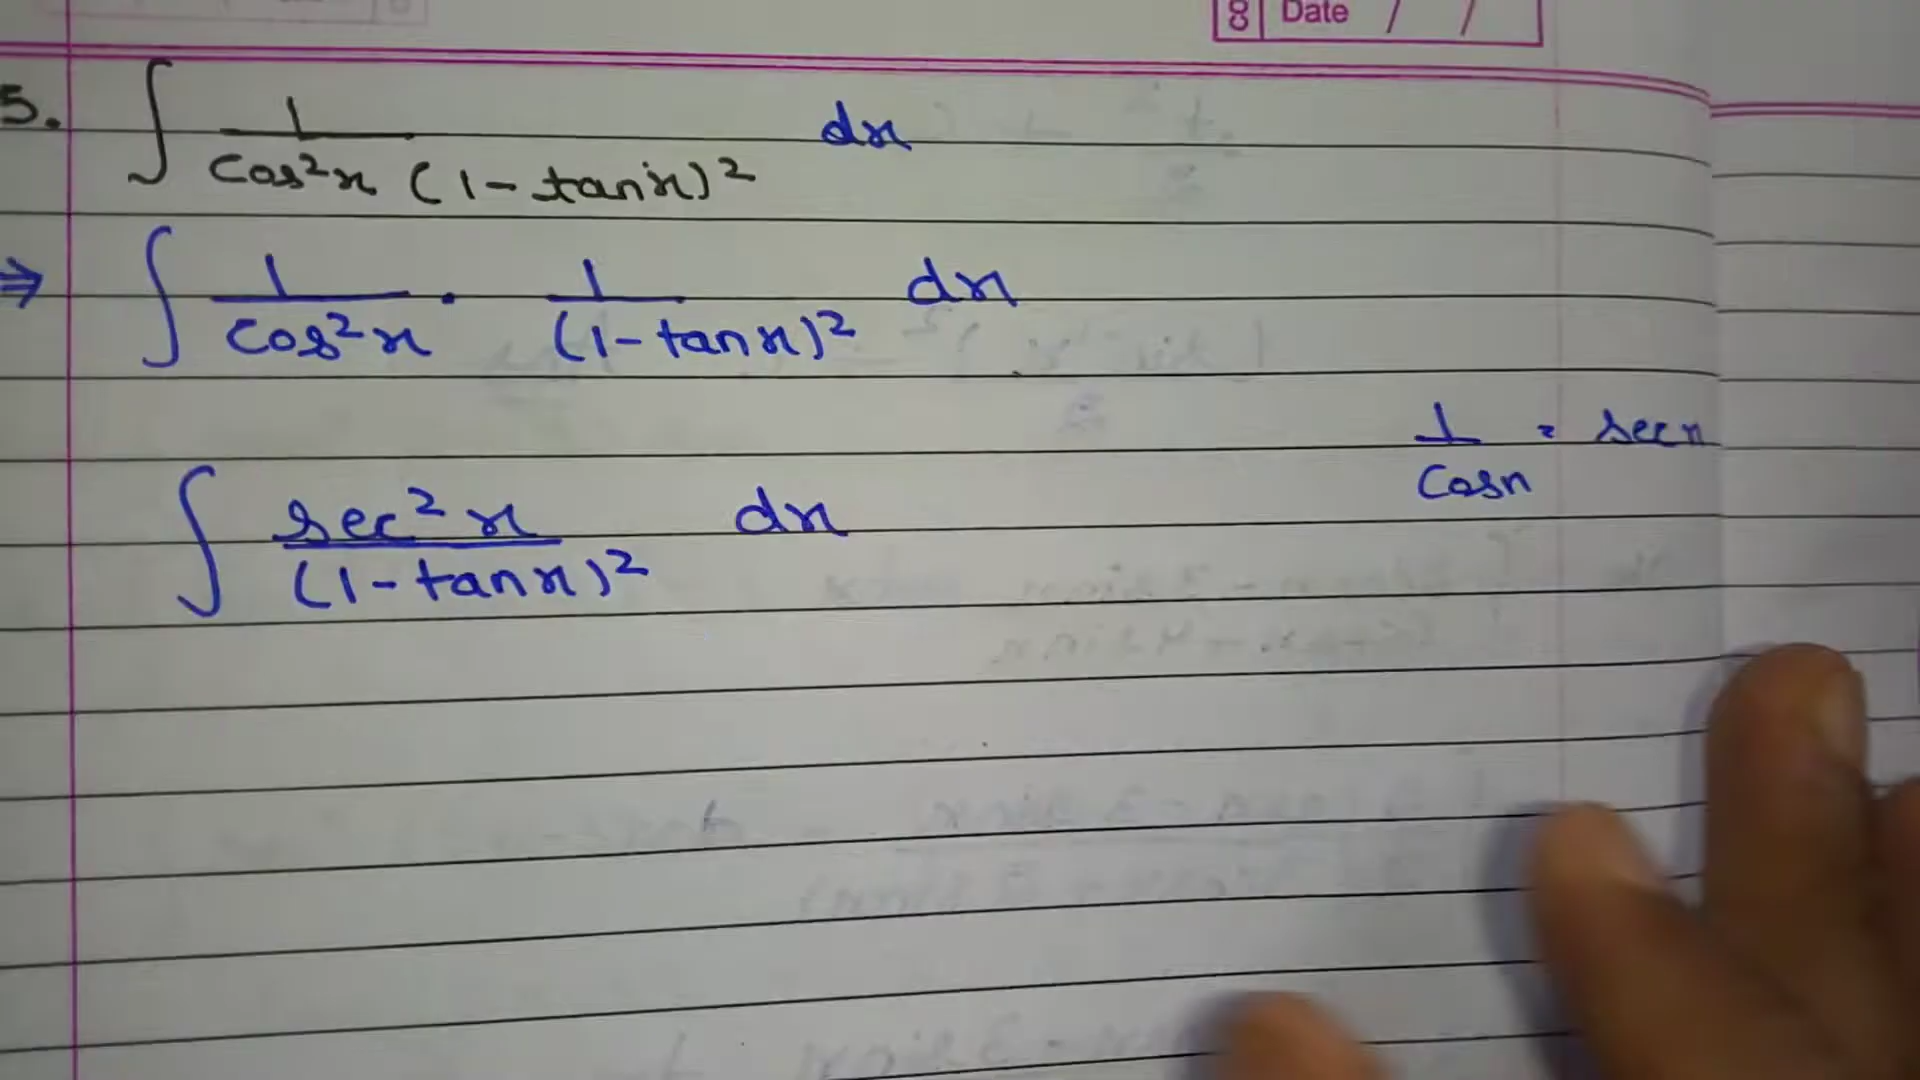 Date / /
5. ∫ 1/(cos²x (1-tanx)²) dx
⇒ ∫ 1/cos²x · 1/(1-tanx)² dx
1/cosx = secx
∫ sec²x/(1-tanx)² dx